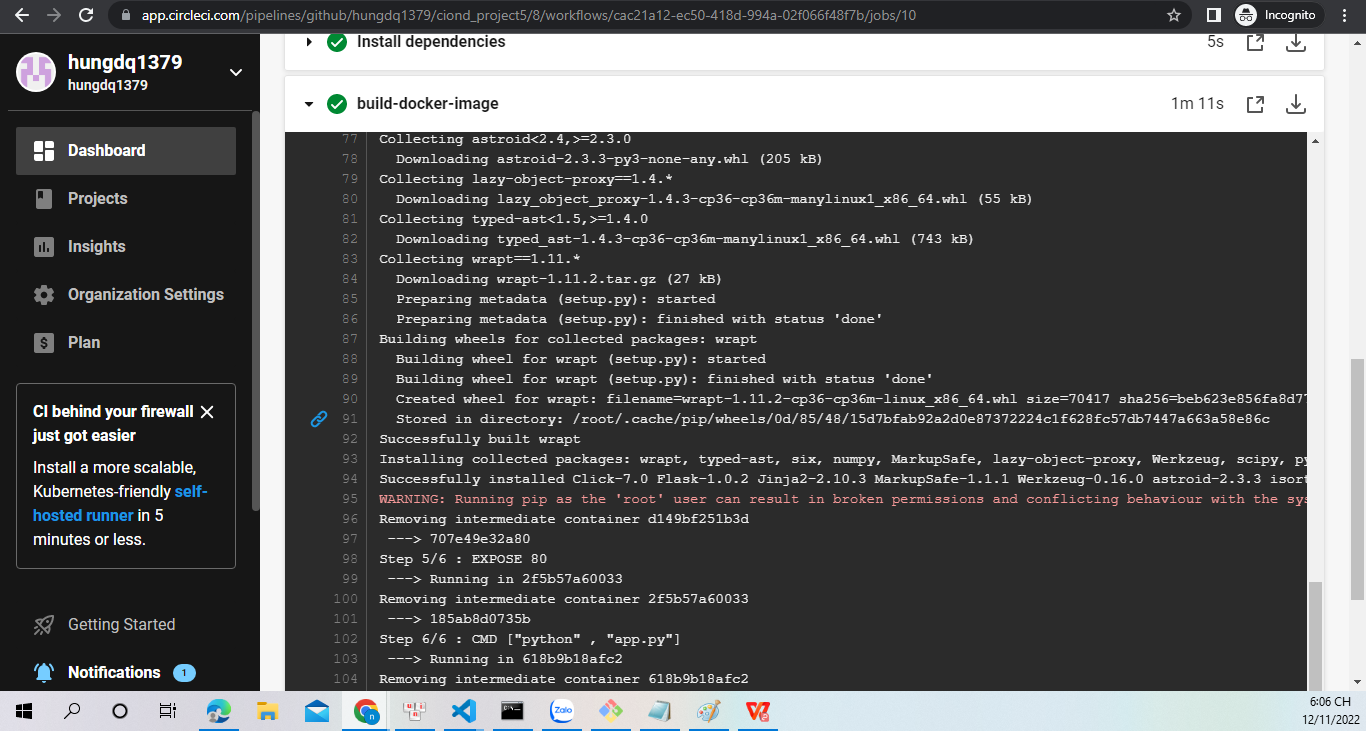 app.circleci.com/pipelines/github/hungdq1379/ciond_project5/8/workflows/cac21a12-ec50-418d-994a-02f066f48f7b/jobs/10
Incognito
hungdq1379
hungdq1379
Dashboard
Projects
Insights
Organization Settings
Plan
CI behind your firewall
just got easier
Install a more scalable,
Kubernetes-friendly self-
hosted runner in 5
minutes or less.
Getting Started
Notifications 1
Install dependencies 5s
build-docker-image 1m 11s
77 Collecting astroid<2.4,>=2.3.0
78 Downloading astroid-2.3.3-py3-none-any.whl (205 kB)
79 Collecting lazy-object-proxy==1.4.*
80 Downloading lazy_object_proxy-1.4.3-cp36-cp36m-manylinux1_x86_64.whl (55 kB)
81 Collecting typed-ast<1.5,>=1.4.0
82 Downloading typed_ast-1.4.3-cp36-cp36m-manylinux1_x86_64.whl (743 kB)
83 Collecting wrapt==1.11.*
84 Downloading wrapt-1.11.2.tar.gz (27 kB)
85 Preparing metadata (setup.py): started
86 Preparing metadata (setup.py): finished with status 'done'
87 Building wheels for collected packages: wrapt
88 Building wheel for wrapt (setup.py): started
89 Building wheel for wrapt (setup.py): finished with status 'done'
90 Created wheel for wrapt: filename=wrapt-1.11.2-cp36-cp36m-linux_x86_64.whl size=70417 sha256=beb623e856fa8d77
91 Stored in directory: /root/.cache/pip/wheels/0d/85/48/15d7bfab92a2d0e87372224c1f628fc57db7447a663a58e86c
92 Successfully built wrapt
93 Installing collected packages: wrapt, typed-ast, six, numpy, MarkupSafe, lazy-object-proxy, Werkzeug, scipy, py
94 Successfully installed Click-7.0 Flask-1.0.2 Jinja2-2.10.3 MarkupSafe-1.1.1 Werkzeug-0.16.0 astroid-2.3.3 isort
95 WARNING: Running pip as the 'root' user can result in broken permissions and conflicting behaviour with the sys
96 Removing intermediate container d149bf251b3d
97 ---> 707e49e32a80
98 Step 5/6 : EXPOSE 80
99 ---> Running in 2f5b57a60033
100 Removing intermediate container 2f5b57a60033
101 ---> 185ab8d0735b
102 Step 6/6 : CMD ["python" , "app.py"]
103 ---> Running in 618b9b18afc2
104 Removing intermediate container 618b9b18afc2
Zalo
6:06 CH
12/11/2022